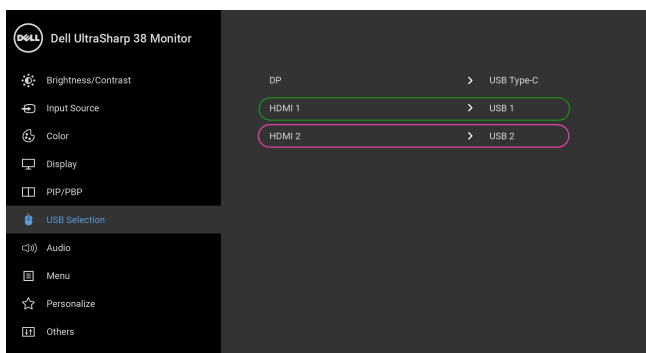 DELL Dell UltraSharp 38 Monitor
Brightness/Contrast
DP > USB Type-C
Input Source
HDMI 1 > USB 1
Color
HDMI 2 > USB 2
Display
PIP/PBP
USB Selection
Audio
Menu
Personalize
Others